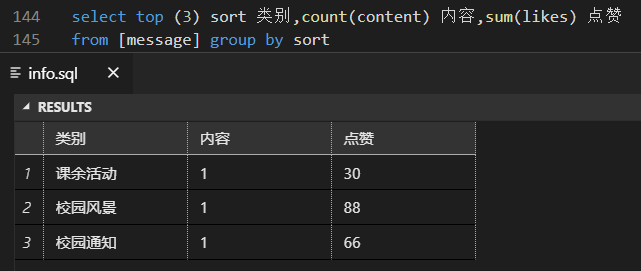 144 select top (3) sort 类别,count(content) 内容,sum(likes) 点赞
145 from [message] group by sort
info.sql
RESULTS
类别 内容 点赞
1 课余活动 1 30
2 校园风景 1 88
3 校园通知 1 66